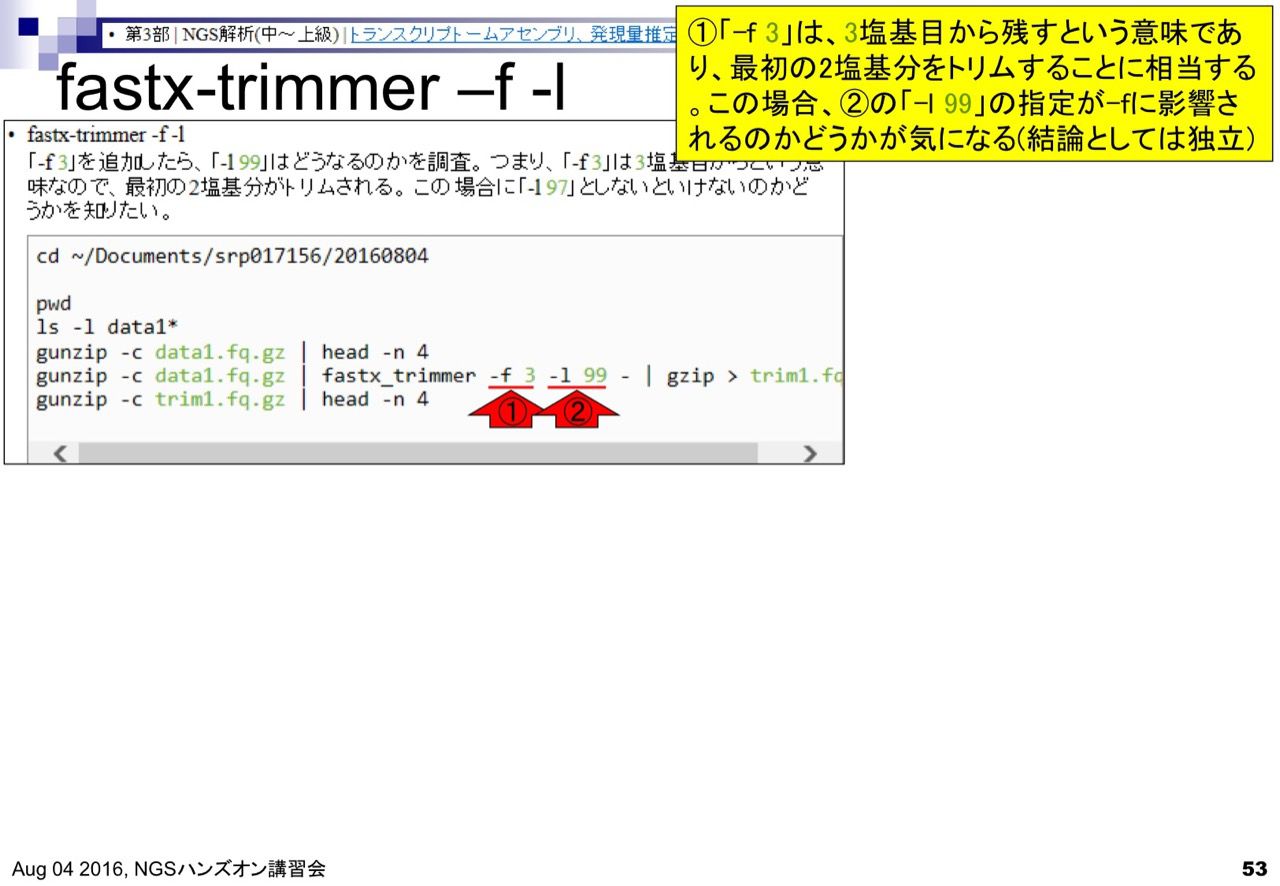 • 第3部 | NGS解析(中～上級) | トランスクリプトームアセンブリ、発現量推定
fastx-trimmer –f -l
①「-f 3」は、3塩基目から残すという意味であ
り、最初の2塩基分をトリムすることに相当する
。この場合、②の「-l 99」の指定が-fに影響さ
れるのかどうかが気になる(結論としては独立)
• fastx-trimmer -f -l
「-f 3」を追加したら、「-l 99」はどうなるのかを調査。つまり、「-f 3」は3塩基目からという意
味なので、最初の2塩基分がトリムされる。この場合に「-l 97」としないといけないのかど
うかを知りたい。
cd ~/Documents/srp017156/20160804
pwd
ls -l data1*
gunzip -c data1.fq.gz | head -n 4
gunzip -c data1.fq.gz | fastx_trimmer -f 3 -l 99 - | gzip > trim1.fq
gunzip -c trim1.fq.gz | head -n 4
① ②
Aug 04 2016, NGSハンズオン講習会
53